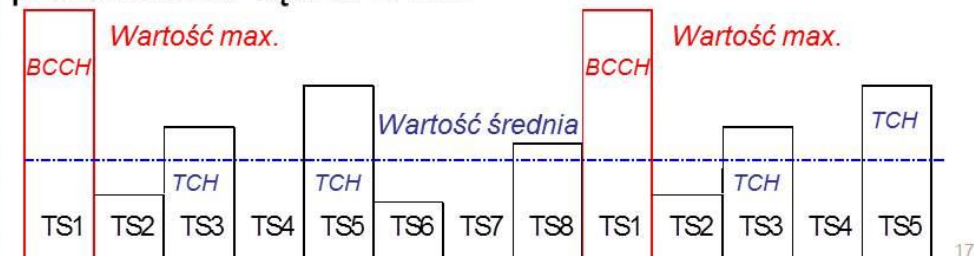 Wartość max. Wartość max.
BCCH BCCH
Wartość średnia TCH
TCH TCH TCH
TS1 TS2 TS3 TS4 TS5 TS6 TS7 TS8 TS1 TS2 TS3 TS4 TS5
17